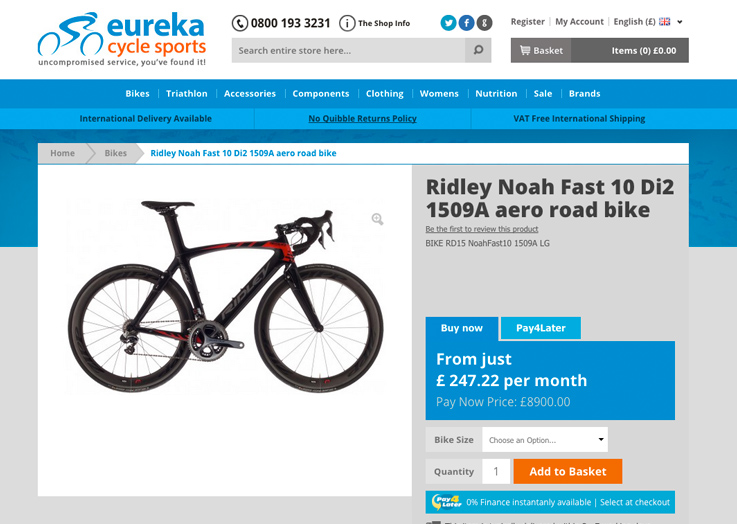 eureka
cycle sports
uncompromised service, you've found it!
0800 193 3231
The Shop Info
Register | My Account | English (£)
Search entire store here...
Basket
Items (0) £0.00
Bikes | Triathlon | Accessories | Components | Clothing | Womens | Nutrition | Sale | Brands
International Delivery Available
No Quibble Returns Policy
VAT Free International Shipping
Home
Bikes
Ridley Noah Fast 10 Di2 1509A aero road bike
RIDLEY
Ridley Noah Fast 10 Di2
1509A aero road bike
Be the first to review this product
BIKE RD15 NoahFast10 1509A LG
Buy now
Pay4Later
From just
£ 247.22 per month
Pay Now Price: £8900.00
Bike Size
Choose an Option...
Quantity
1
Add to Basket
Pay4Later
0% Finance instantanly available | Select at checkout